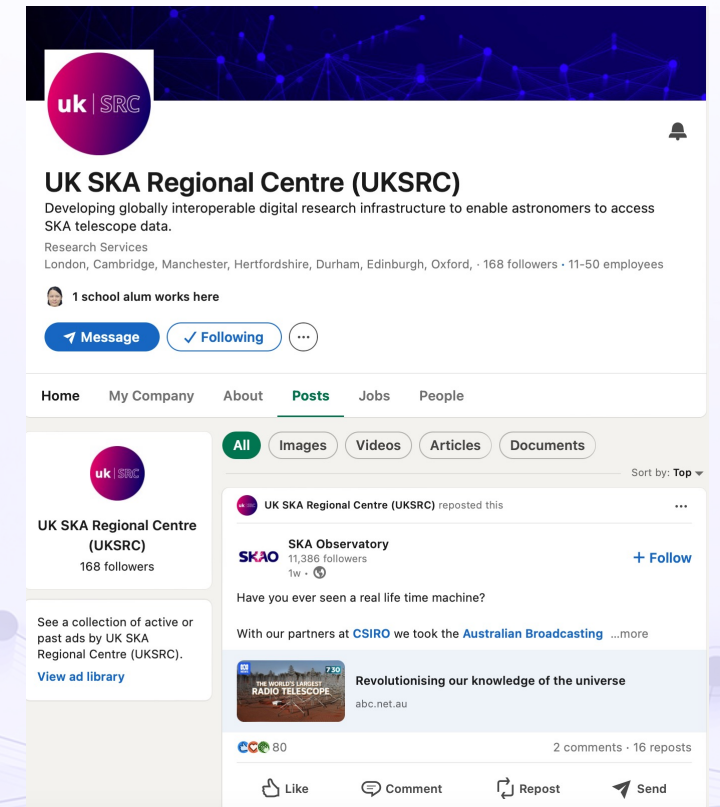 uk | SRC
UK SKA Regional Centre (UKSRC)
Developing globally interoperable digital research infrastructure to enable astronomers to access
SKA telescope data.
Research Services
London, Cambridge, Manchester, Hertfordshire, Durham, Edinburgh, Oxford, · 168 followers · 11-50 employees
1 school alum works here
Message
Following
Home
My Company
About
Posts
Jobs
People
uk | SRC
UK SKA Regional Centre
(UKSRC)
168 followers
See a collection of active or
past ads by UK SKA
Regional Centre (UKSRC).
View ad library
All
Images
Videos
Articles
Documents
Sort by: Top
UK SKA Regional Centre (UKSRC) reposted this
SKAO
SKA Observatory
11,386 followers
1w ·
+ Follow
Have you ever seen a real life time machine?
With our partners at CSIRO we took the Australian Broadcasting ...more
7:30
THE WORLD'S LARGEST
RADIO TELESCOPE
Revolutionising our knowledge of the universe
abc.net.au
80
2 comments · 16 reposts
Like
Comment
Repost
Send